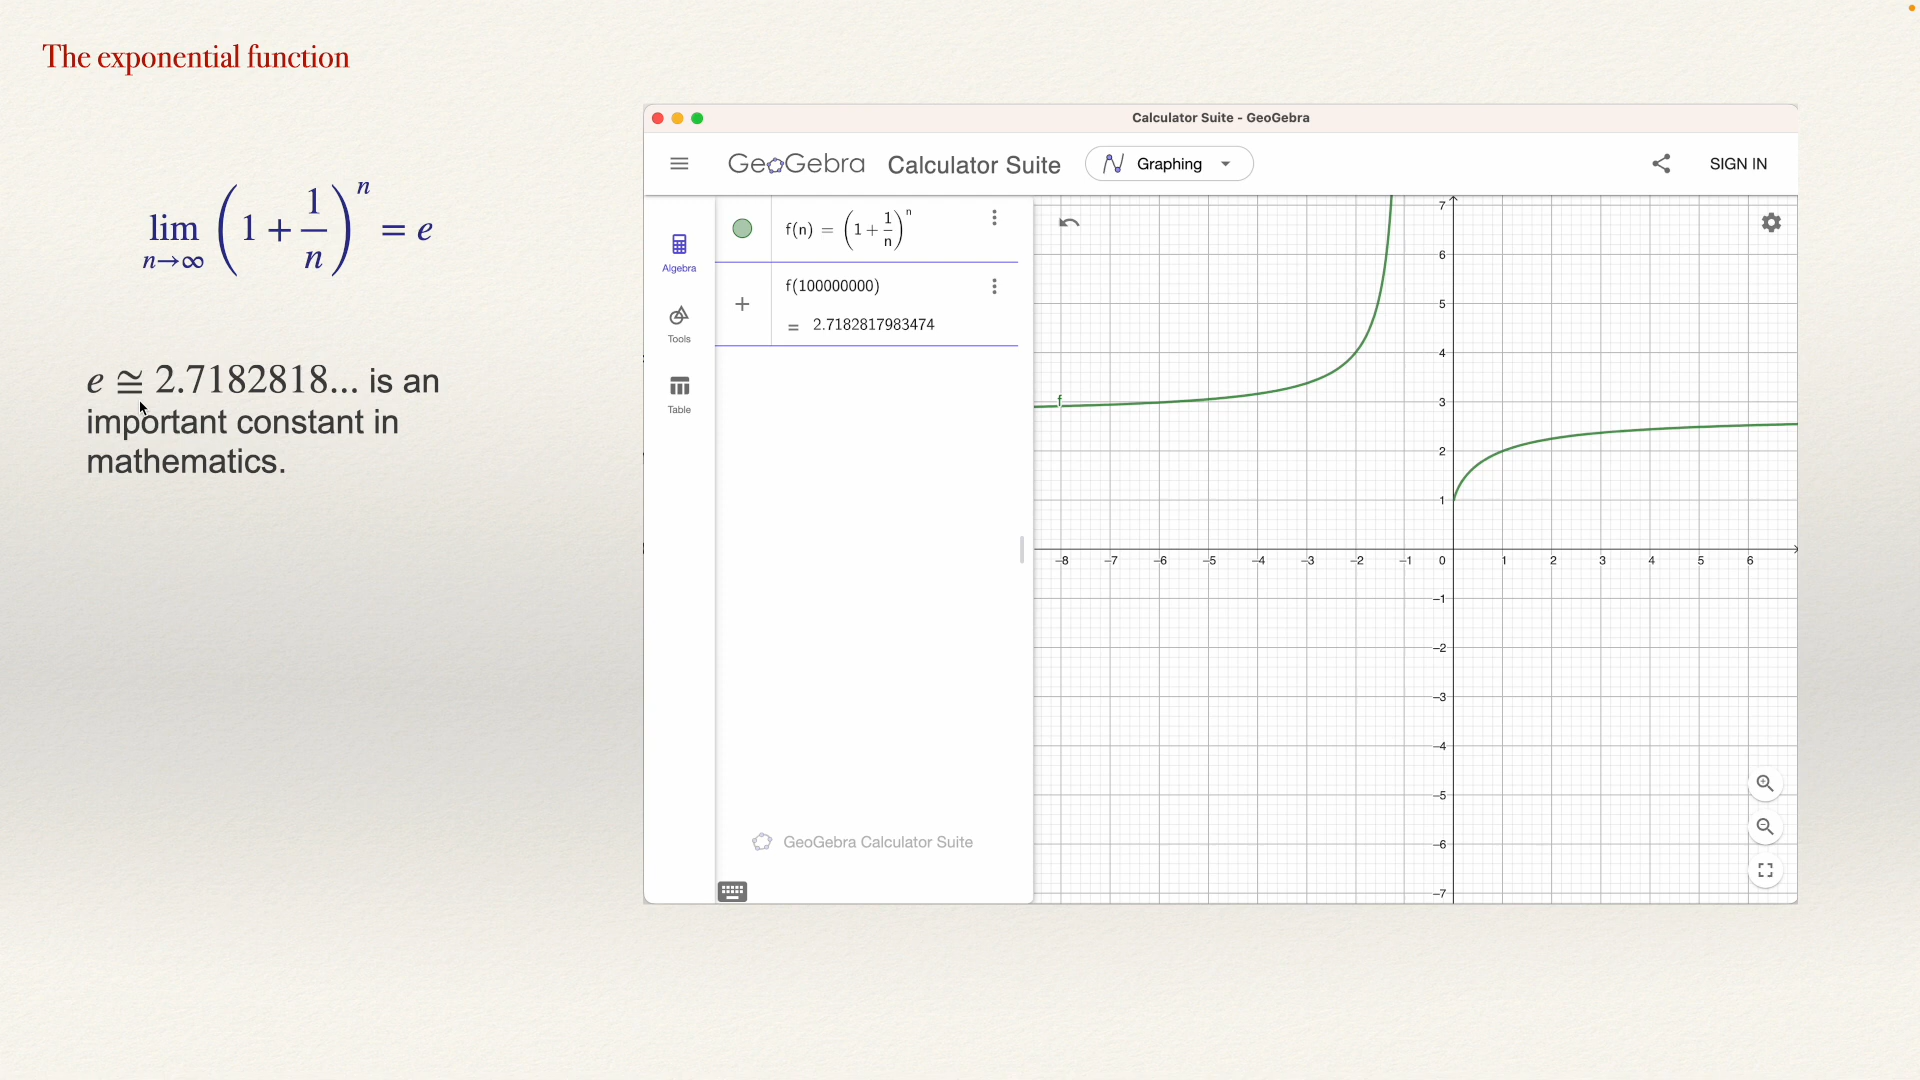 The exponential function
lim n→∞ (1 + 1/n)^n = e
e ≅ 2.7182818... is an
important constant in
mathematics.
Calculator Suite - GeoGebra
GeoGebra Calculator Suite Graphing SIGN IN
Algebra
Tools
Table
f(n) = (1 + 1/n)^n
f(100000000)
= 2.7182817983474
GeoGebra Calculator Suite
f
7
6
5
4
3
2
1
–8 –7 –6 –5 –4 –3 –2 –1 0 1 2 3 4 5 6
–1
–2
–3
–4
–5
–6
–7